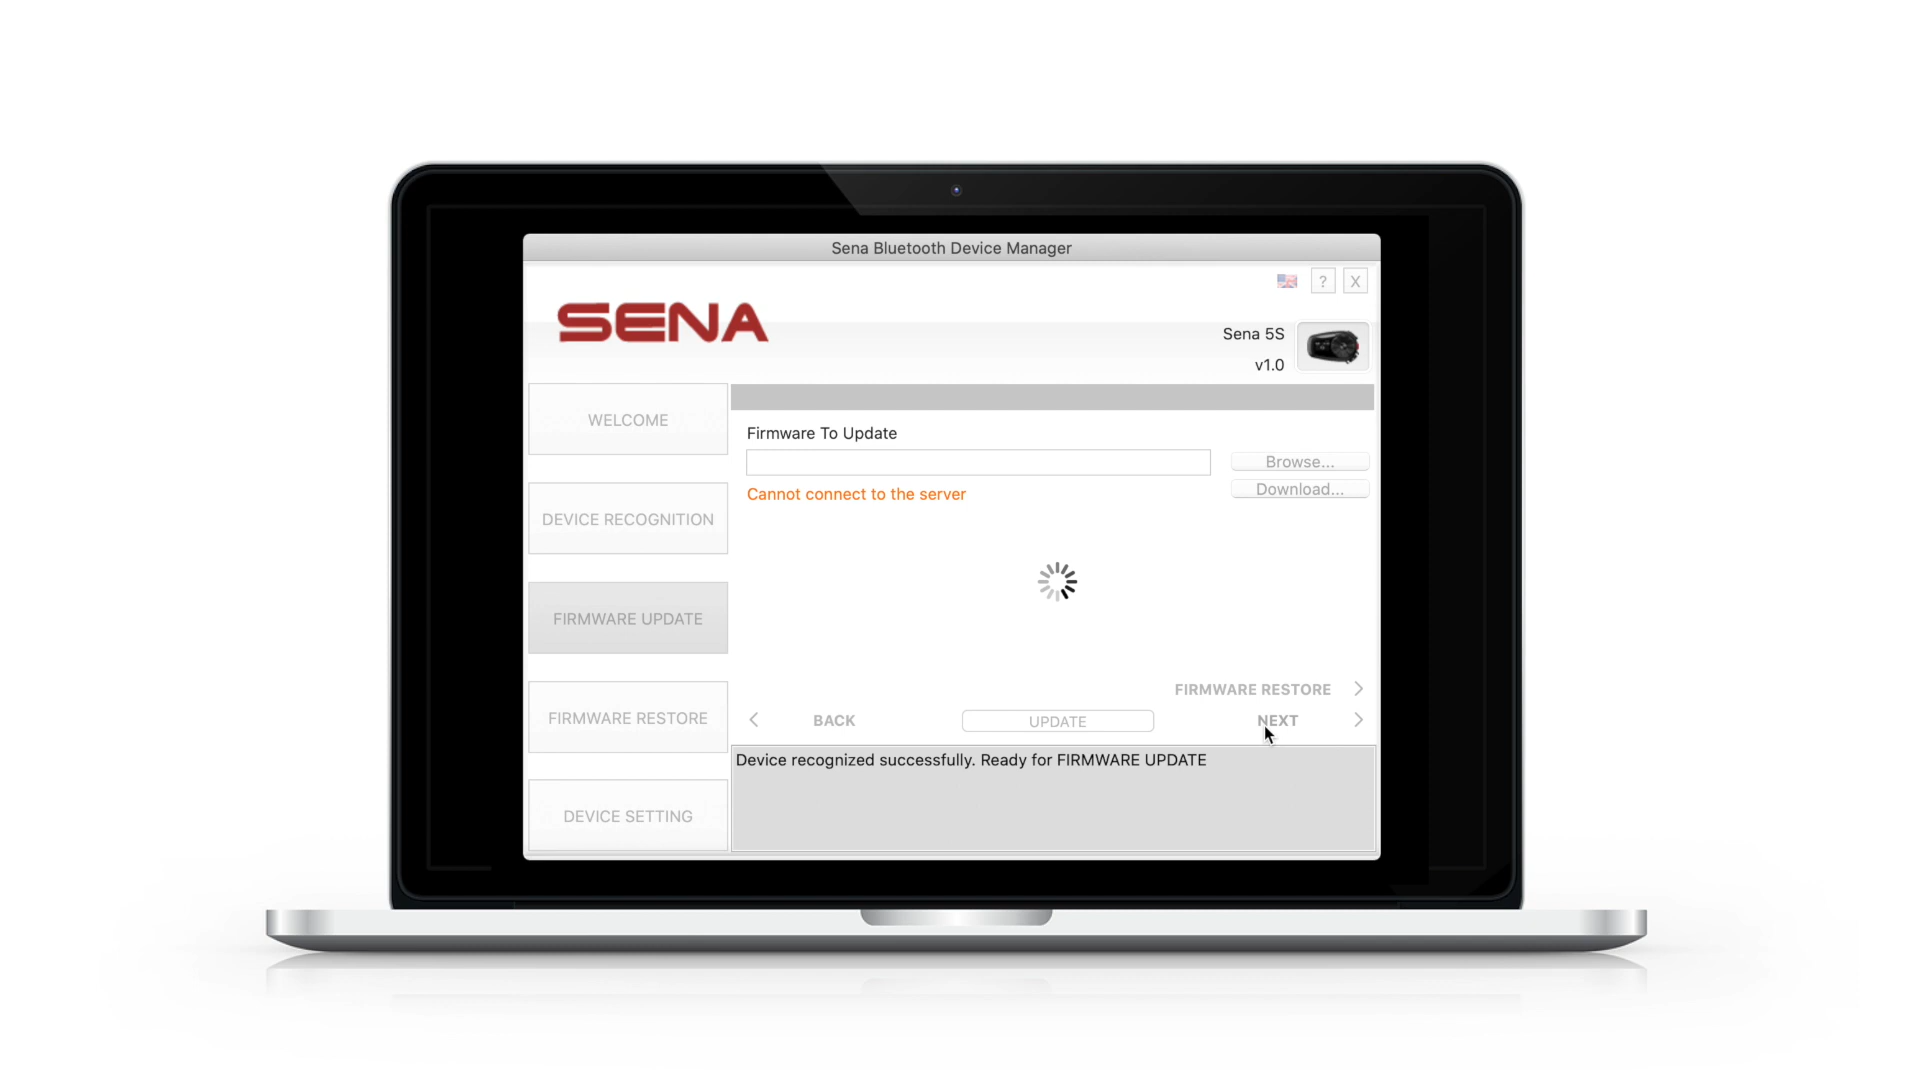 Sena Bluetooth Device Manager
? X
SENA
Sena 5S
v1.0
WELCOME
DEVICE RECOGNITION
FIRMWARE UPDATE
FIRMWARE RESTORE
DEVICE SETTING
Firmware To Update
Browse...
Cannot connect to the server
Download...
FIRMWARE RESTORE >
< BACK UPDATE NEXT >
Device recognized successfully. Ready for FIRMWARE UPDATE